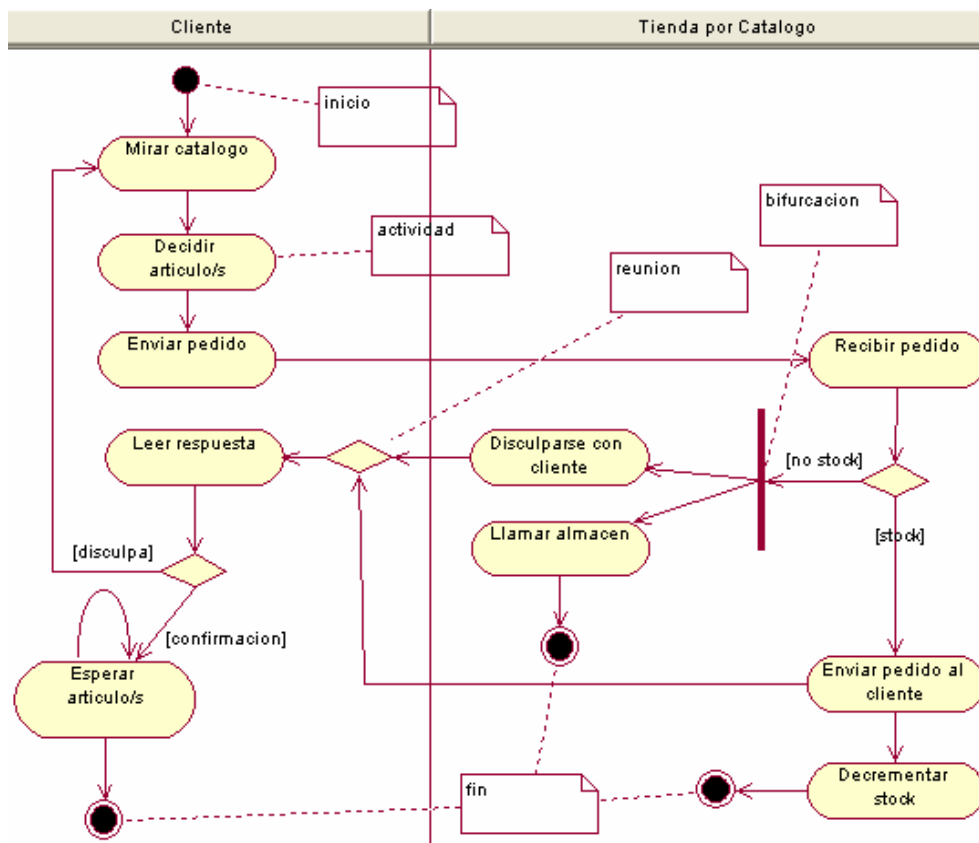 Cliente
Tienda por Catalogo
inicio
Mirar catalogo
bifurcacion
Decidir
articulo/s
actividad
reunion
Enviar pedido
Recibir pedido
Leer respuesta
Disculparse con
cliente
[no stock]
Llamar almacen
[stock]
[disculpa]
[confirmacion]
Esperar
articulo/s
Enviar pedido al
cliente
fin
Decrementar
stock